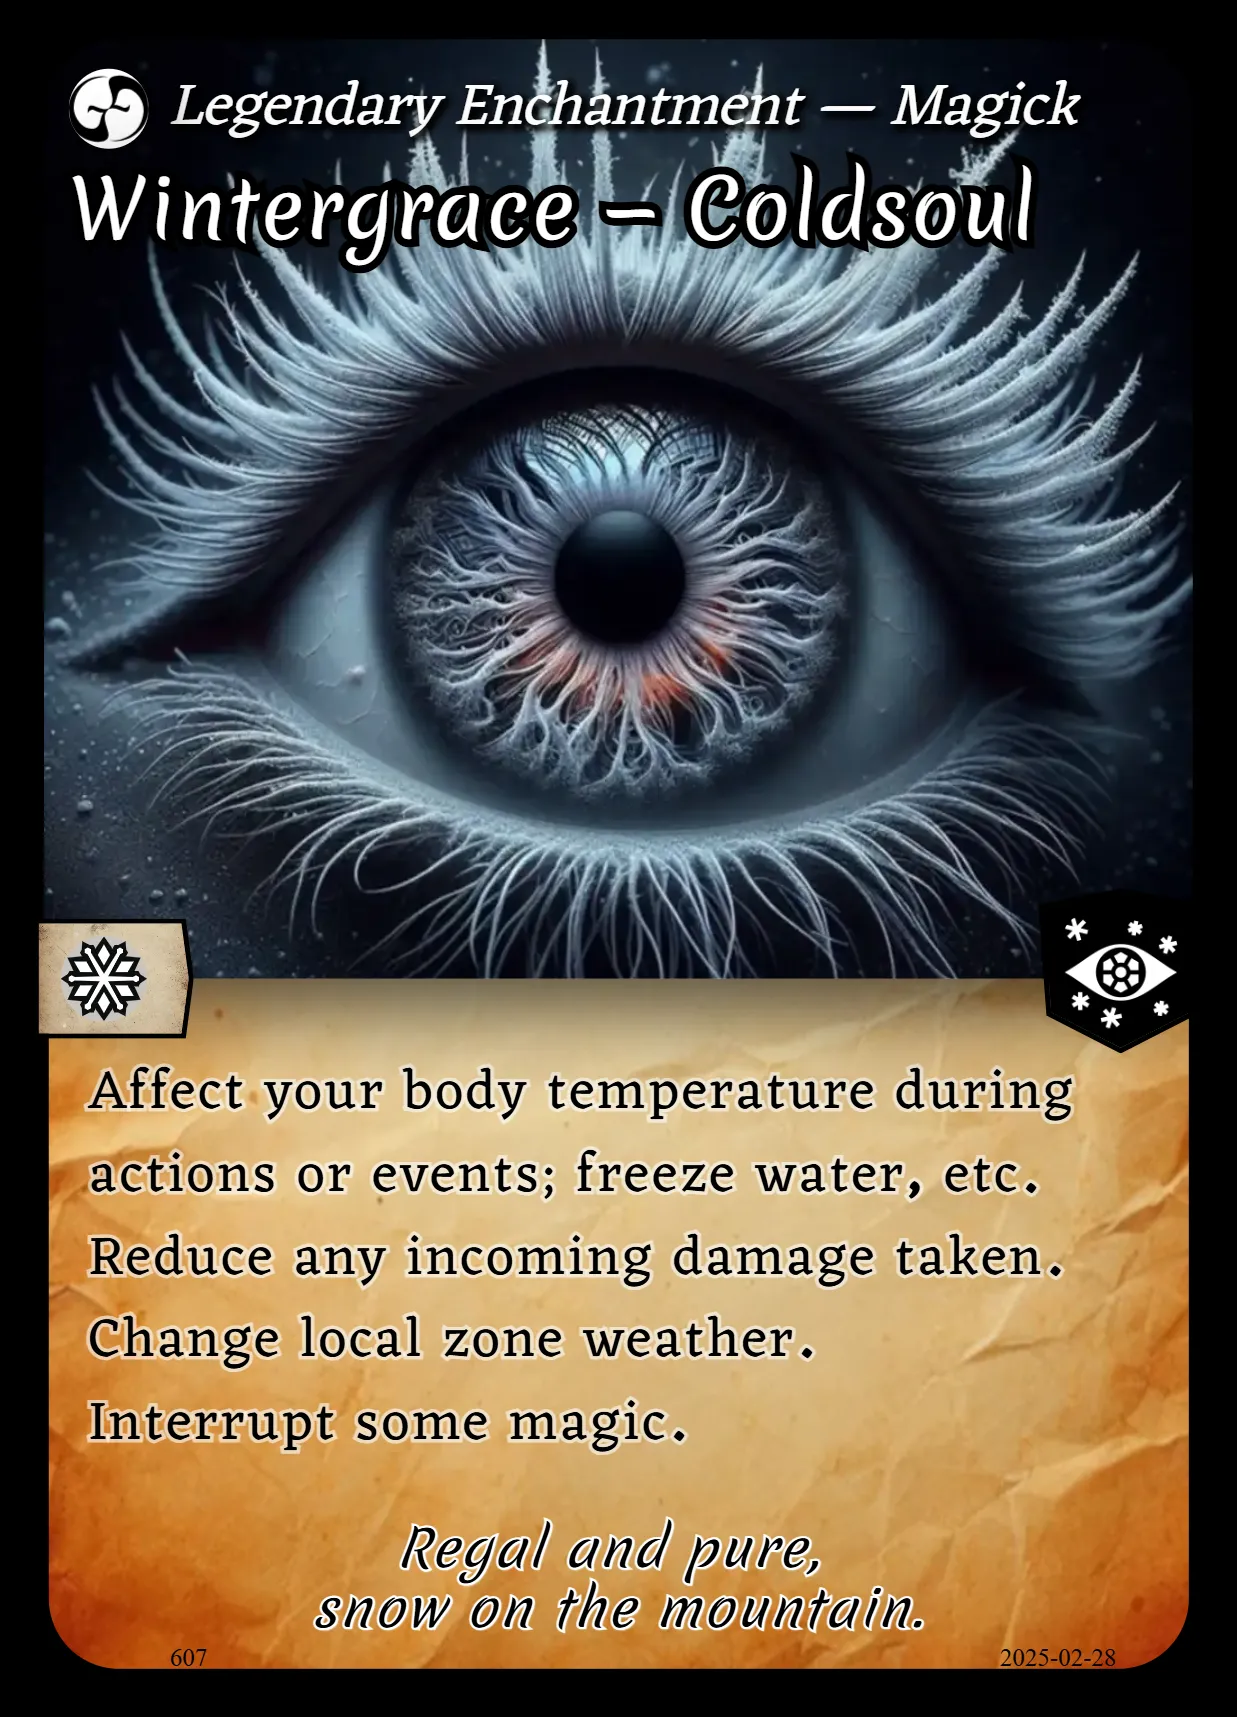 Legendary Enchantment — Magick
Wintergrace – Coldsoul
Affect your body temperature during
actions or events; freeze water, etc.
Reduce any incoming damage taken.
Change local zone weather.
Interrupt some magic.
Regal and pure,
snow on the mountain.
607
2025-02-28